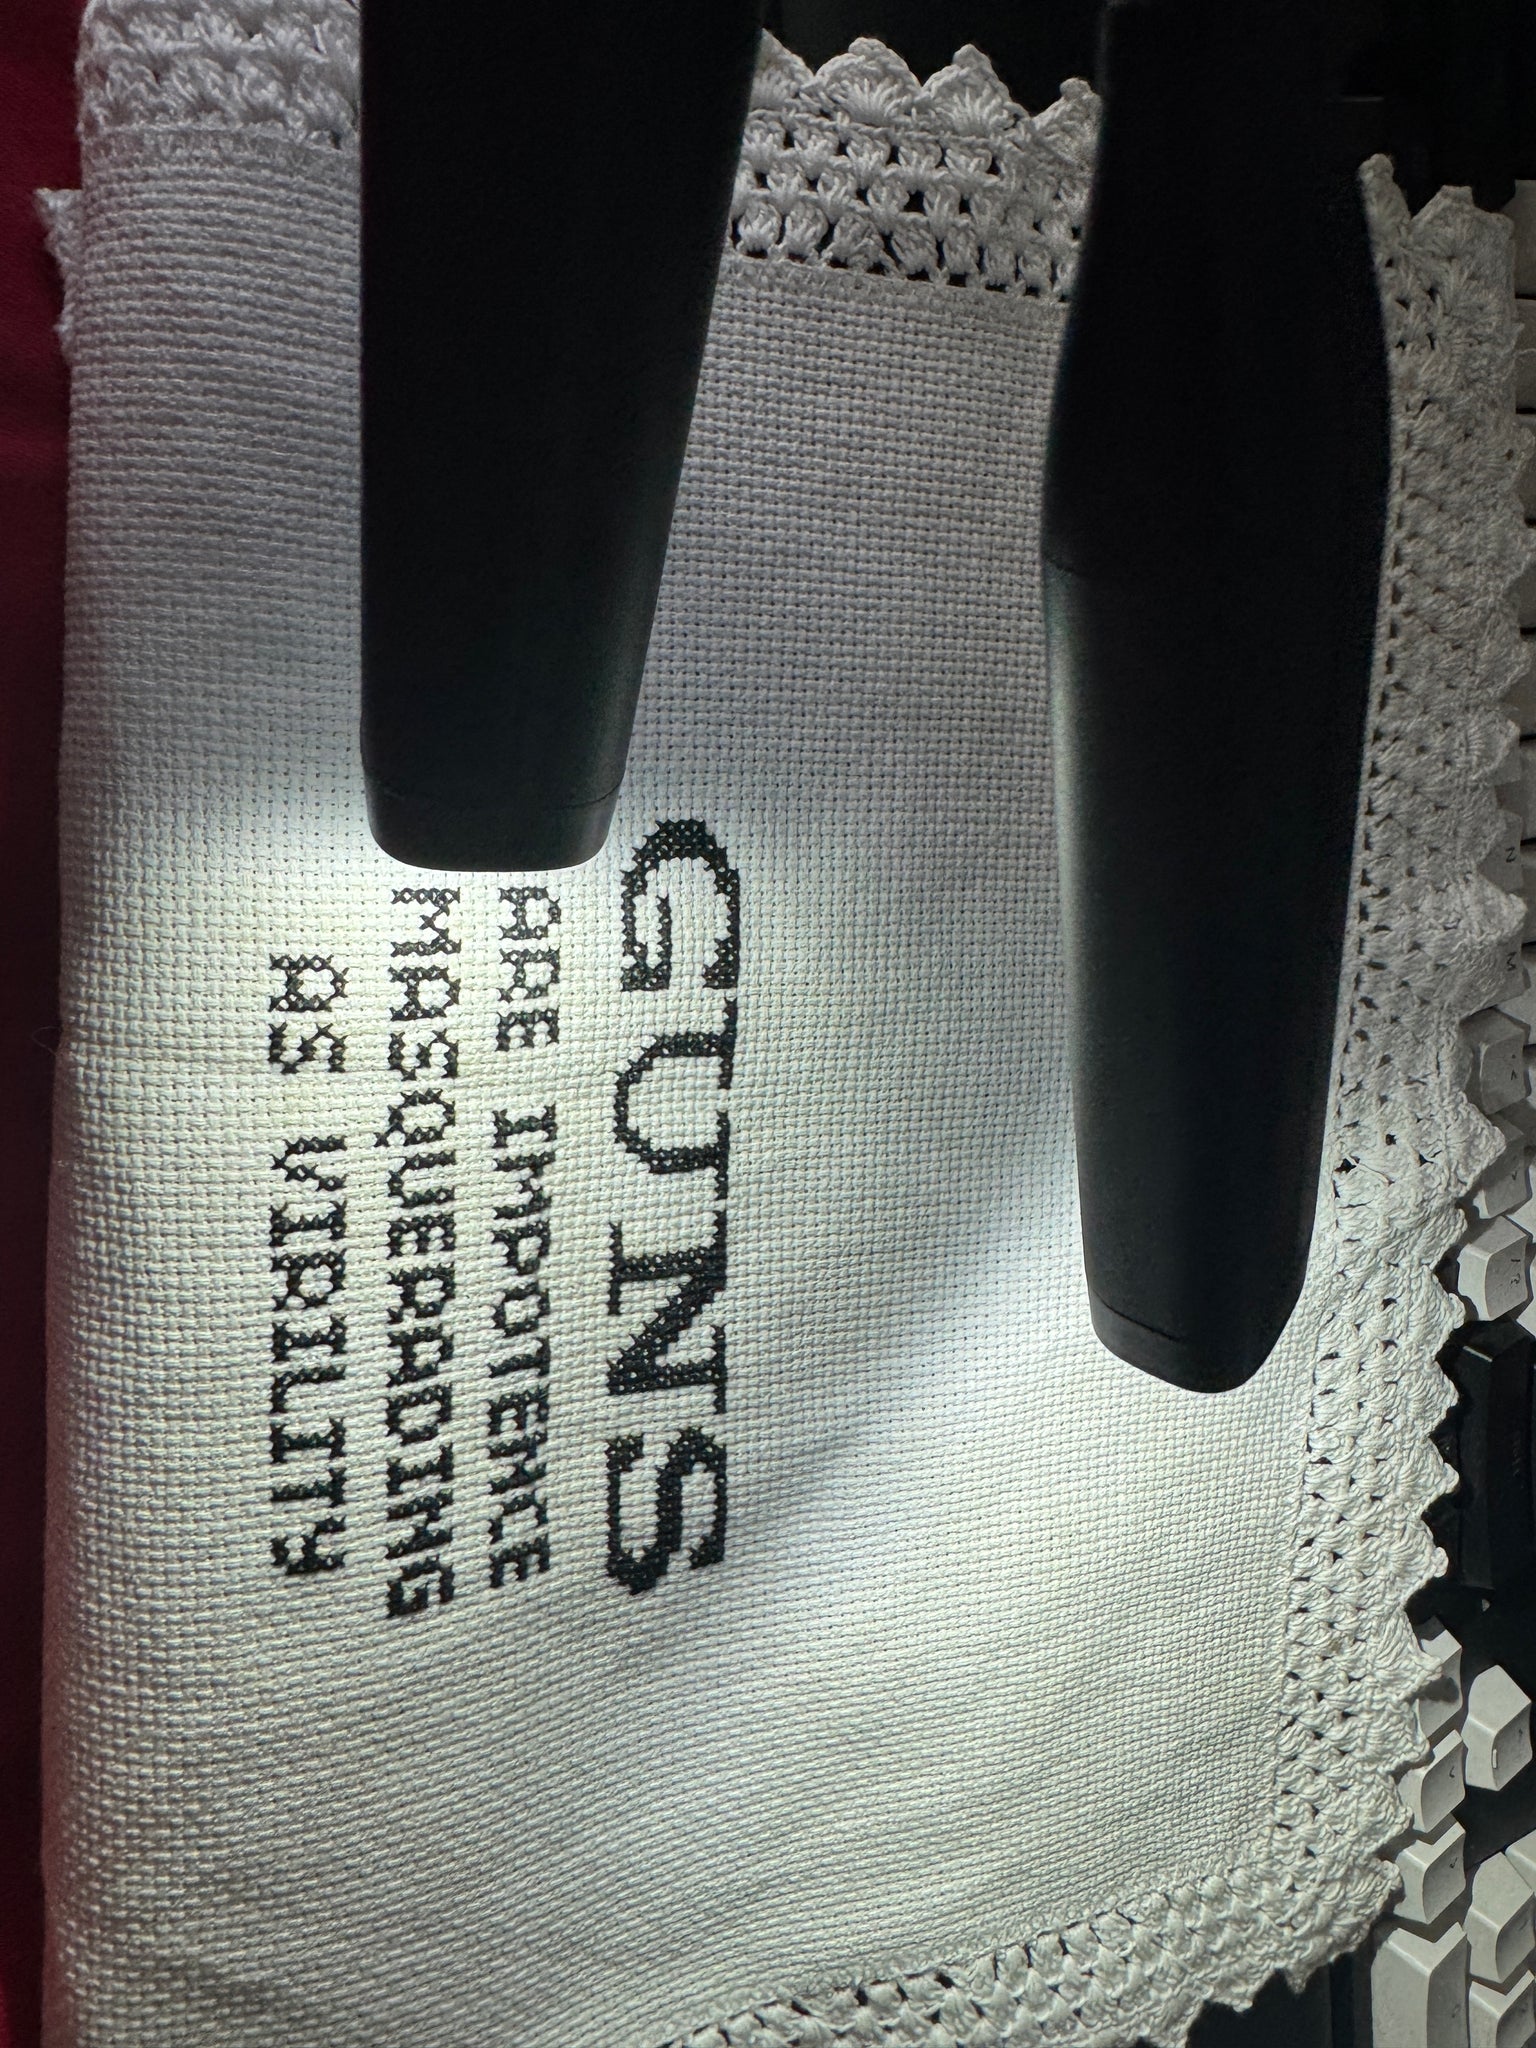 GUNS
ARE IMPOTENCE
MASQUERADING
AS VIRILITY